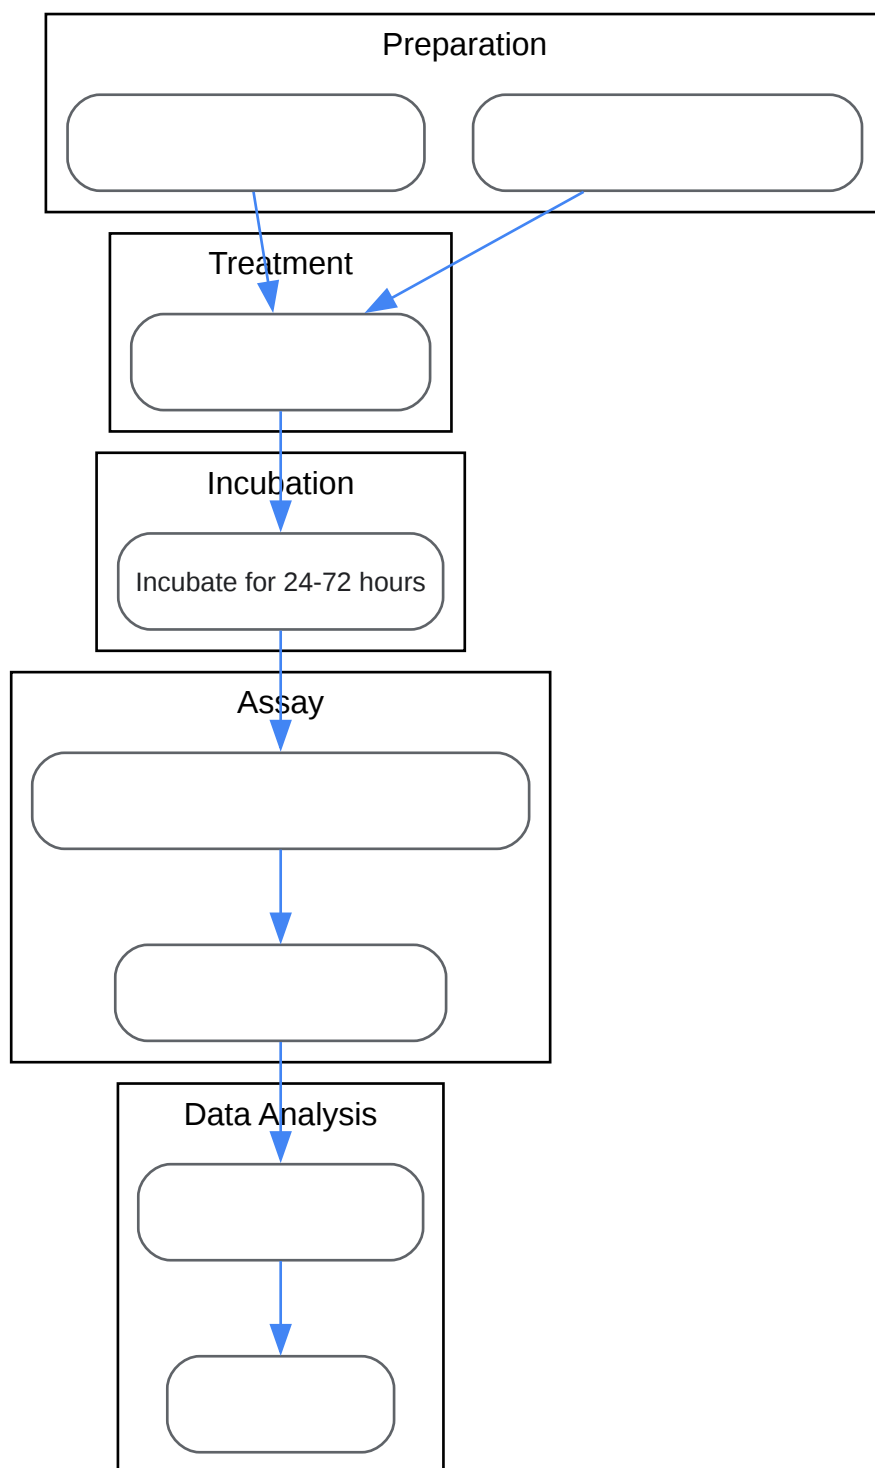 Preparation
Treatment
Incubation
Incubate for 24-72 hours
Assay
Data Analysis